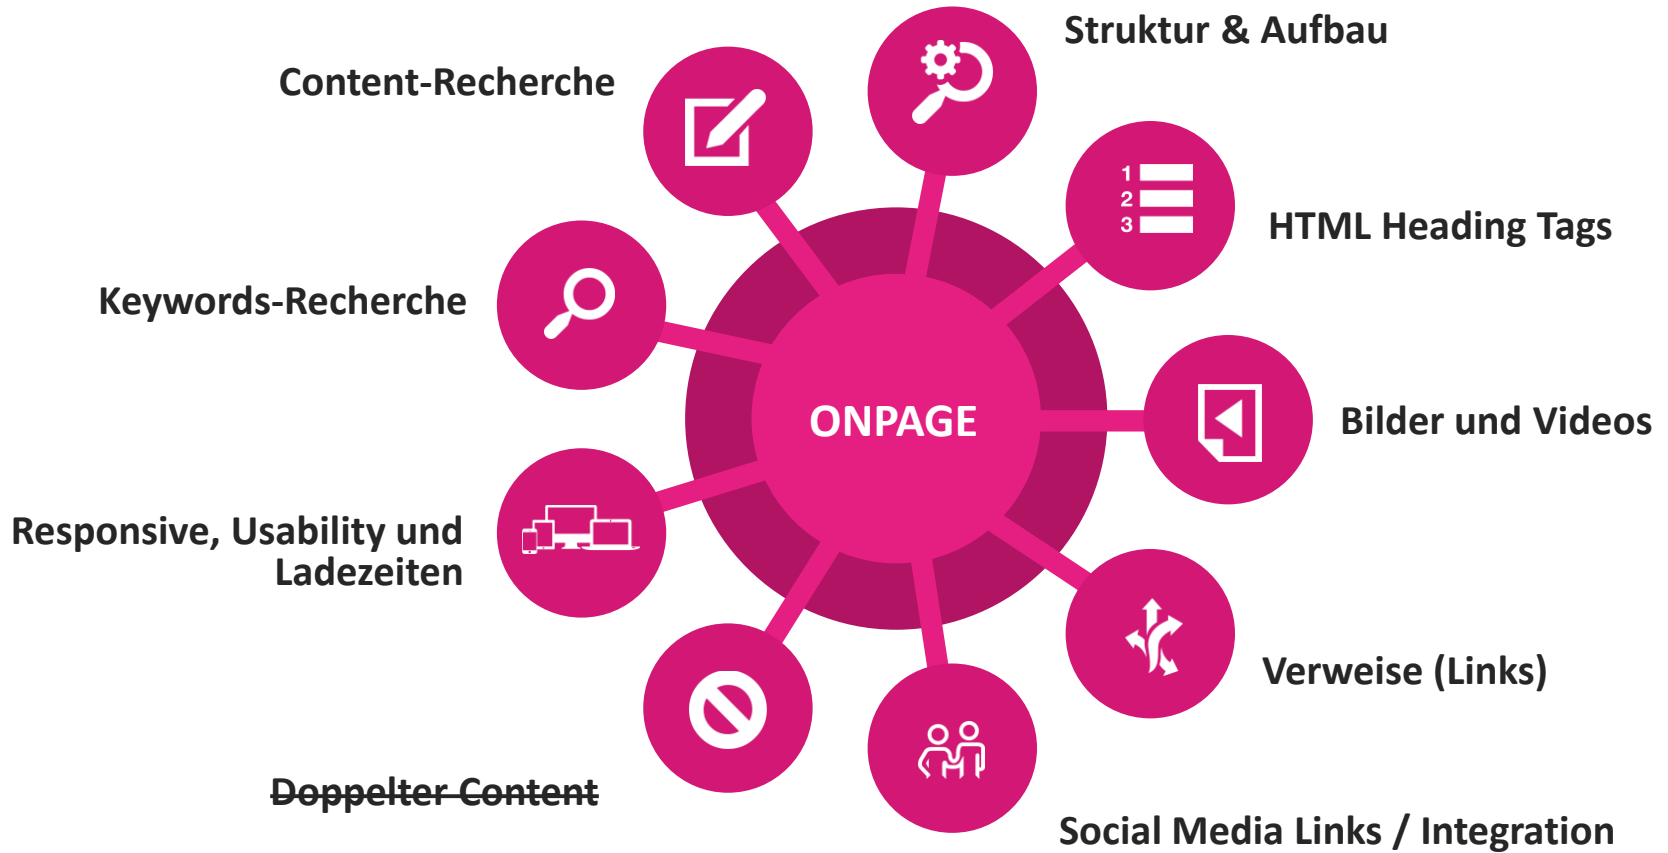 Struktur & Aufbau
Content-Recherche
1
2
3
HTML Heading Tags
Keywords-Recherche
ONPAGE
Bilder und Videos
Responsive, Usability und
Ladezeiten
Verweise (Links)
Doppelter Content
Social Media Links / Integration